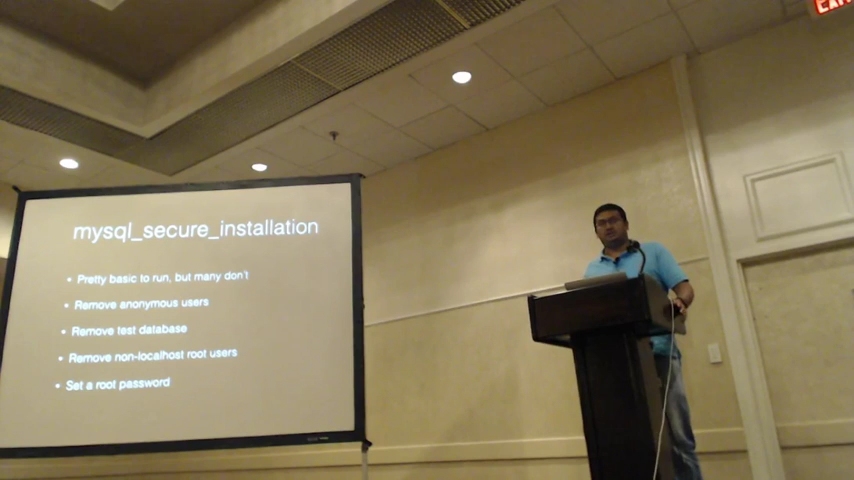 mysql_secure_installation
• Pretty basic to run, but many don't
• Remove anonymous users
• Remove test database
• Remove non-localhost root users
• Set a root password